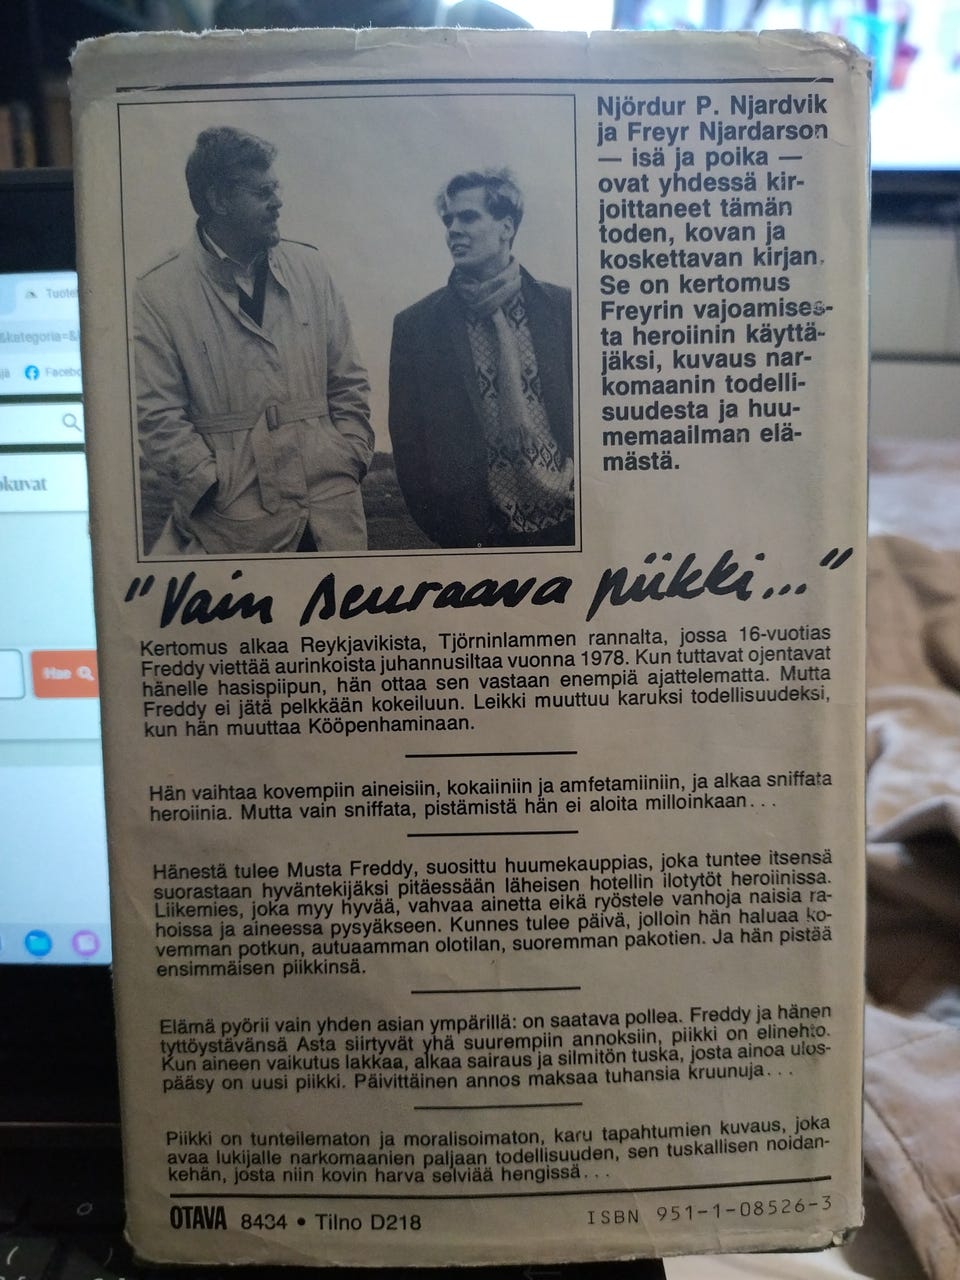 Njördur P. Njardvik
ja Freyr Njardarson
— isä ja poika —
ovat yhdessä kir-
joittaneet tämän
toden, kovan ja
koskettavan kirjan.
Se on kertomus
Freyrin vajoamises-
ta heroiinin käyttä-
jäksi, kuvaus nar-
komaanin todelli-
suudesta ja huu-
memaailman elä-
mästä.
"Vain seuraava piikki..."
Kertomus alkaa Reykjavikista, Tjörninlammen rannalta, jossa 16-vuotias
Freddy viettää aurinkoista juhannusiltaa vuonna 1978. Kun tuttavat ojentavat
hänelle hasispiipun, hän ottaa sen vastaan enempiä ajattelematta. Mutta
Freddy ei jätä pelkkään kokeiluun. Leikki muuttuu karuksi todellisuudeksi,
kun hän muuttaa Kööpenhaminaan.
Hän vaihtaa kovempiin aineisiin, kokaiiniin ja amfetamiiniin, ja alkaa sniffata
heroiinia. Mutta vain sniffata, pistämistä hän ei aloita milloinkaan...
Hänestä tulee Musta Freddy, suosittu huumekauppias, joka tuntee itsensä
suorastaan hyväntekijäksi pitäessään läheisen hotellin ilotytöt heroiinissa.
Liikemies, joka myy hyvää, vahvaa ainetta eikä ryöstele vanhoja naisia ra-
hoissa ja aineessa pysyäkseen. Kunnes tulee päivä, jolloin hän haluaa ko-
vemman potkun, autuaamman olotilan, suoremman pakotien. Ja hän pistää
ensimmäisen piikkinsä.
Elämä pyörii vain yhden asian ympärillä: on saatava pollea. Freddy ja hänen
tyttöystävänsä Asta siirtyvät yhä suurempiin annoksiin, piikki on elinehto.
Kun aineen vaikutus lakkaa, alkaa sairaus ja silmitön tuska, josta ainoa ulos-
pääsy on uusi piikki. Päivittäinen annos maksaa tuhansia kruunuja...
Piikki on tunteilematon ja moralisoimaton, karu tapahtumien kuvaus, joka
avaa lukijalle narkomaanien paljaan todellisuuden, sen tuskallisen noidan-
kehän, josta niin kovin harva selviää hengissä...
OTAVA 8434 • Tilno D218
ISBN 951-1-08526-3
Tuote
&kategoria=&
Facebo
okuvat
Hae